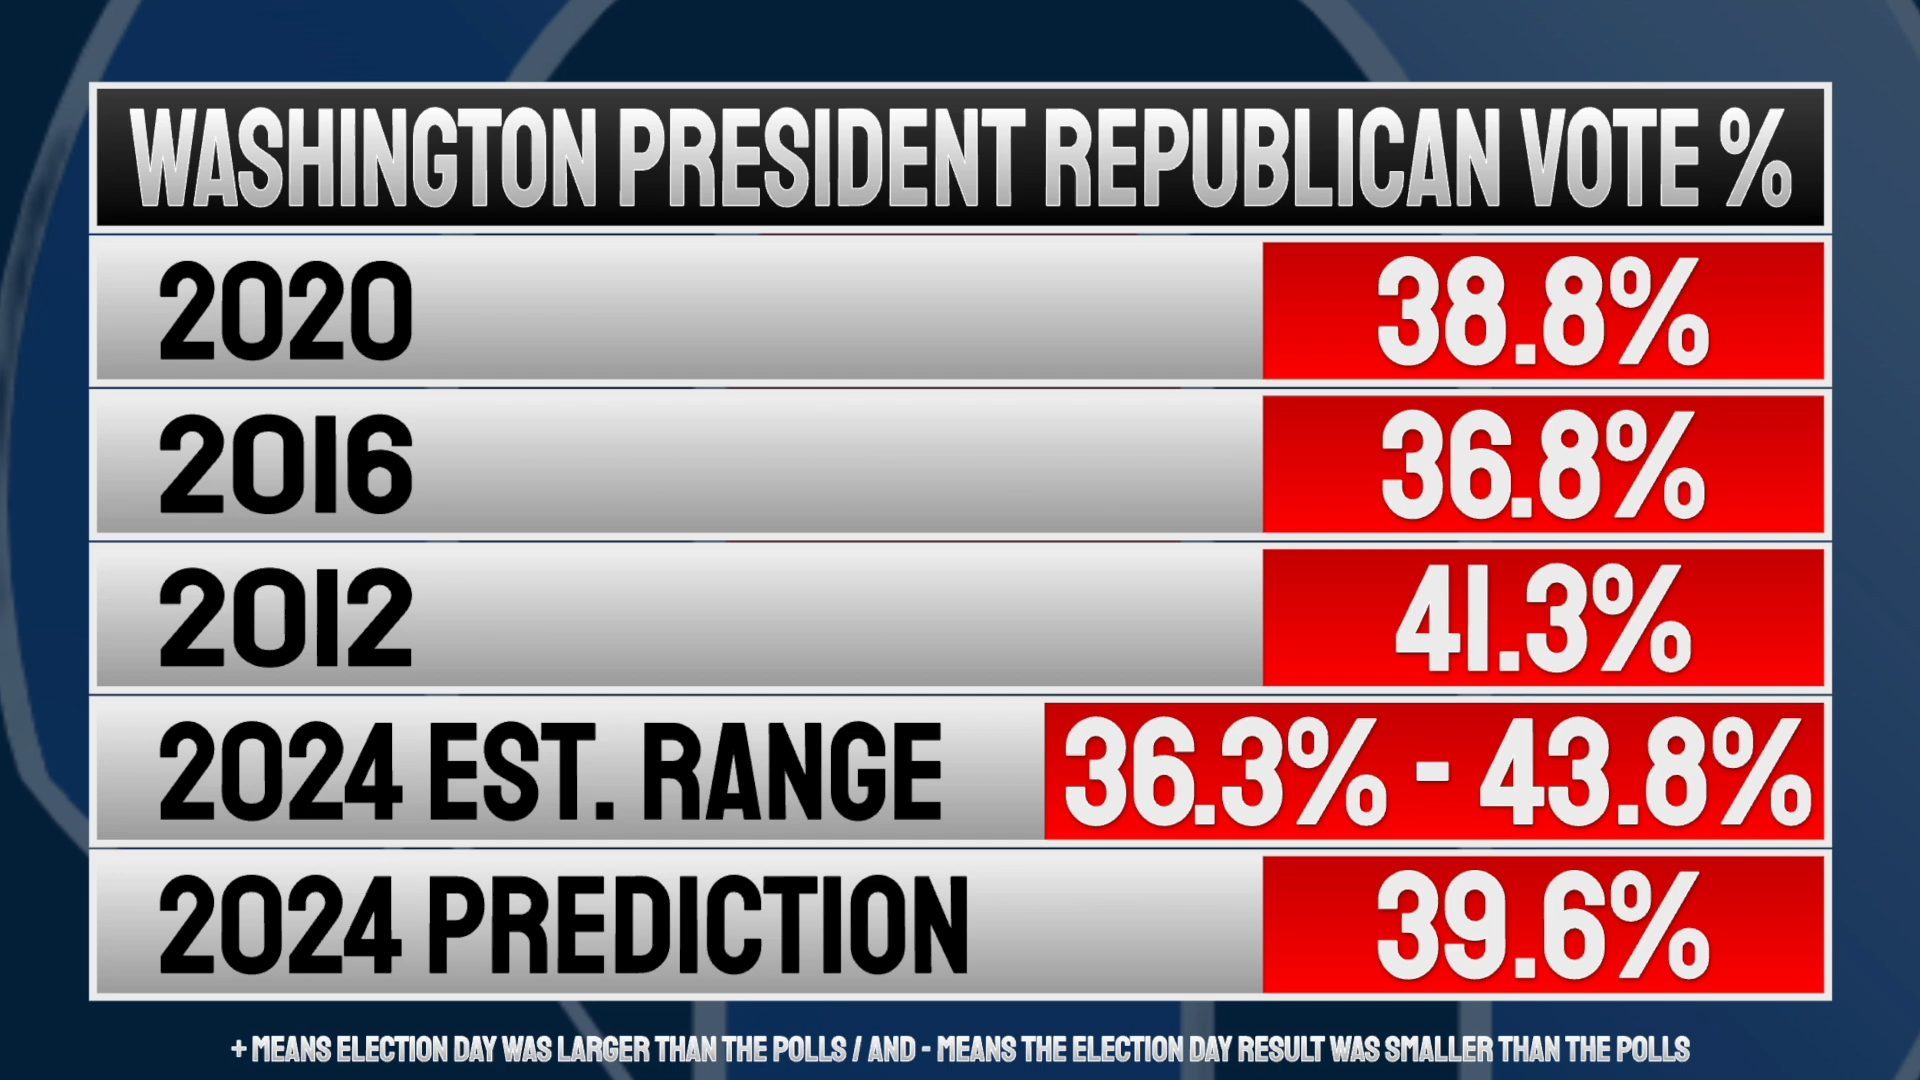 WASHINGTON PRESIDENT REPUBLICAN VOTE %
2020 38.8%
2016 36.8%
2012 41.3%
2024 EST. RANGE 36.3% - 43.8%
2024 PREDICTION 39.6%
+ MEANS ELECTION DAY WAS LARGER THAN THE POLLS / AND - MEANS THE ELECTION DAY RESULT WAS SMALLER THAN THE POLLS